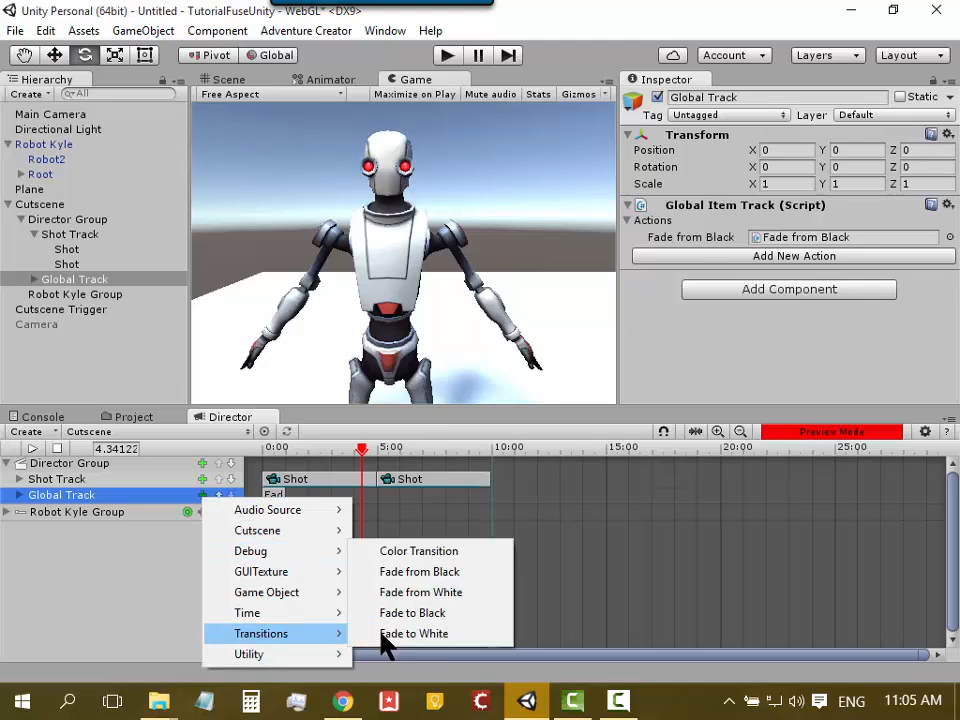 Unity Personal (64bit) - Untitled - TutorialFuseUnity - WebGL* <DX9>
File Edit Assets GameObject Component Adventure Creator Window Help
Pivot Global Account Layers Layout
Hierarchy Scene Animator Game Inspector
Create All Free Aspect Maximize on Play Mute audio Stats Gizmos
Global Track Static
Tag Untagged Layer Default
Main Camera
Directional Light
Robot Kyle
Robot2
Root
Plane
Cutscene
Director Group
Shot Track
Shot
Shot
Global Track
Robot Kyle Group
Cutscene Trigger
Camera
Transform
Position X 0 Y 0 Z 0
Rotation X 0 Y 0 Z 0
Scale X 1 Y 1 Z 1
Global Item Track (Script)
Actions
Fade from Black Fade from Black
Add New Action
Add Component
Console Project Director
Create Cutscene Preview Mode ?
4.34122 0:00 5:00 10:00 15:00 20:00 25:00
Director Group
Shot Track Shot Shot
Global Track Fad
Robot Kyle Group
Audio Source
Cutscene
Debug
GUITexture
Game Object
Time
Transitions
Utility
Color Transition
Fade from Black
Fade from White
Fade to Black
Fade to White
ENG 11:05 AM